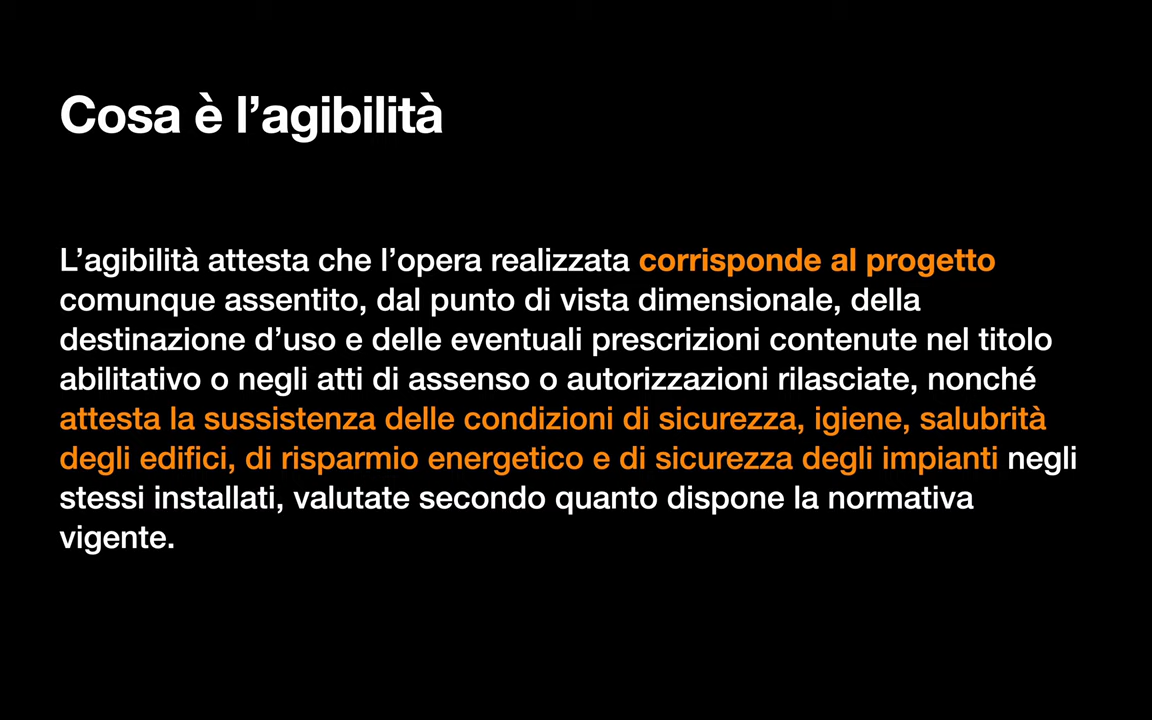 Cosa è l’agibilità
L’agibilità attesta che l’opera realizzata corrisponde al progetto
comunque assentito, dal punto di vista dimensionale, della
destinazione d’uso e delle eventuali prescrizioni contenute nel titolo
abilitativo o negli atti di assenso o autorizzazioni rilasciate, nonché
attesta la sussistenza delle condizioni di sicurezza, igiene, salubrità
degli edifici, di risparmio energetico e di sicurezza degli impianti negli
stessi installati, valutate secondo quanto dispone la normativa
vigente.